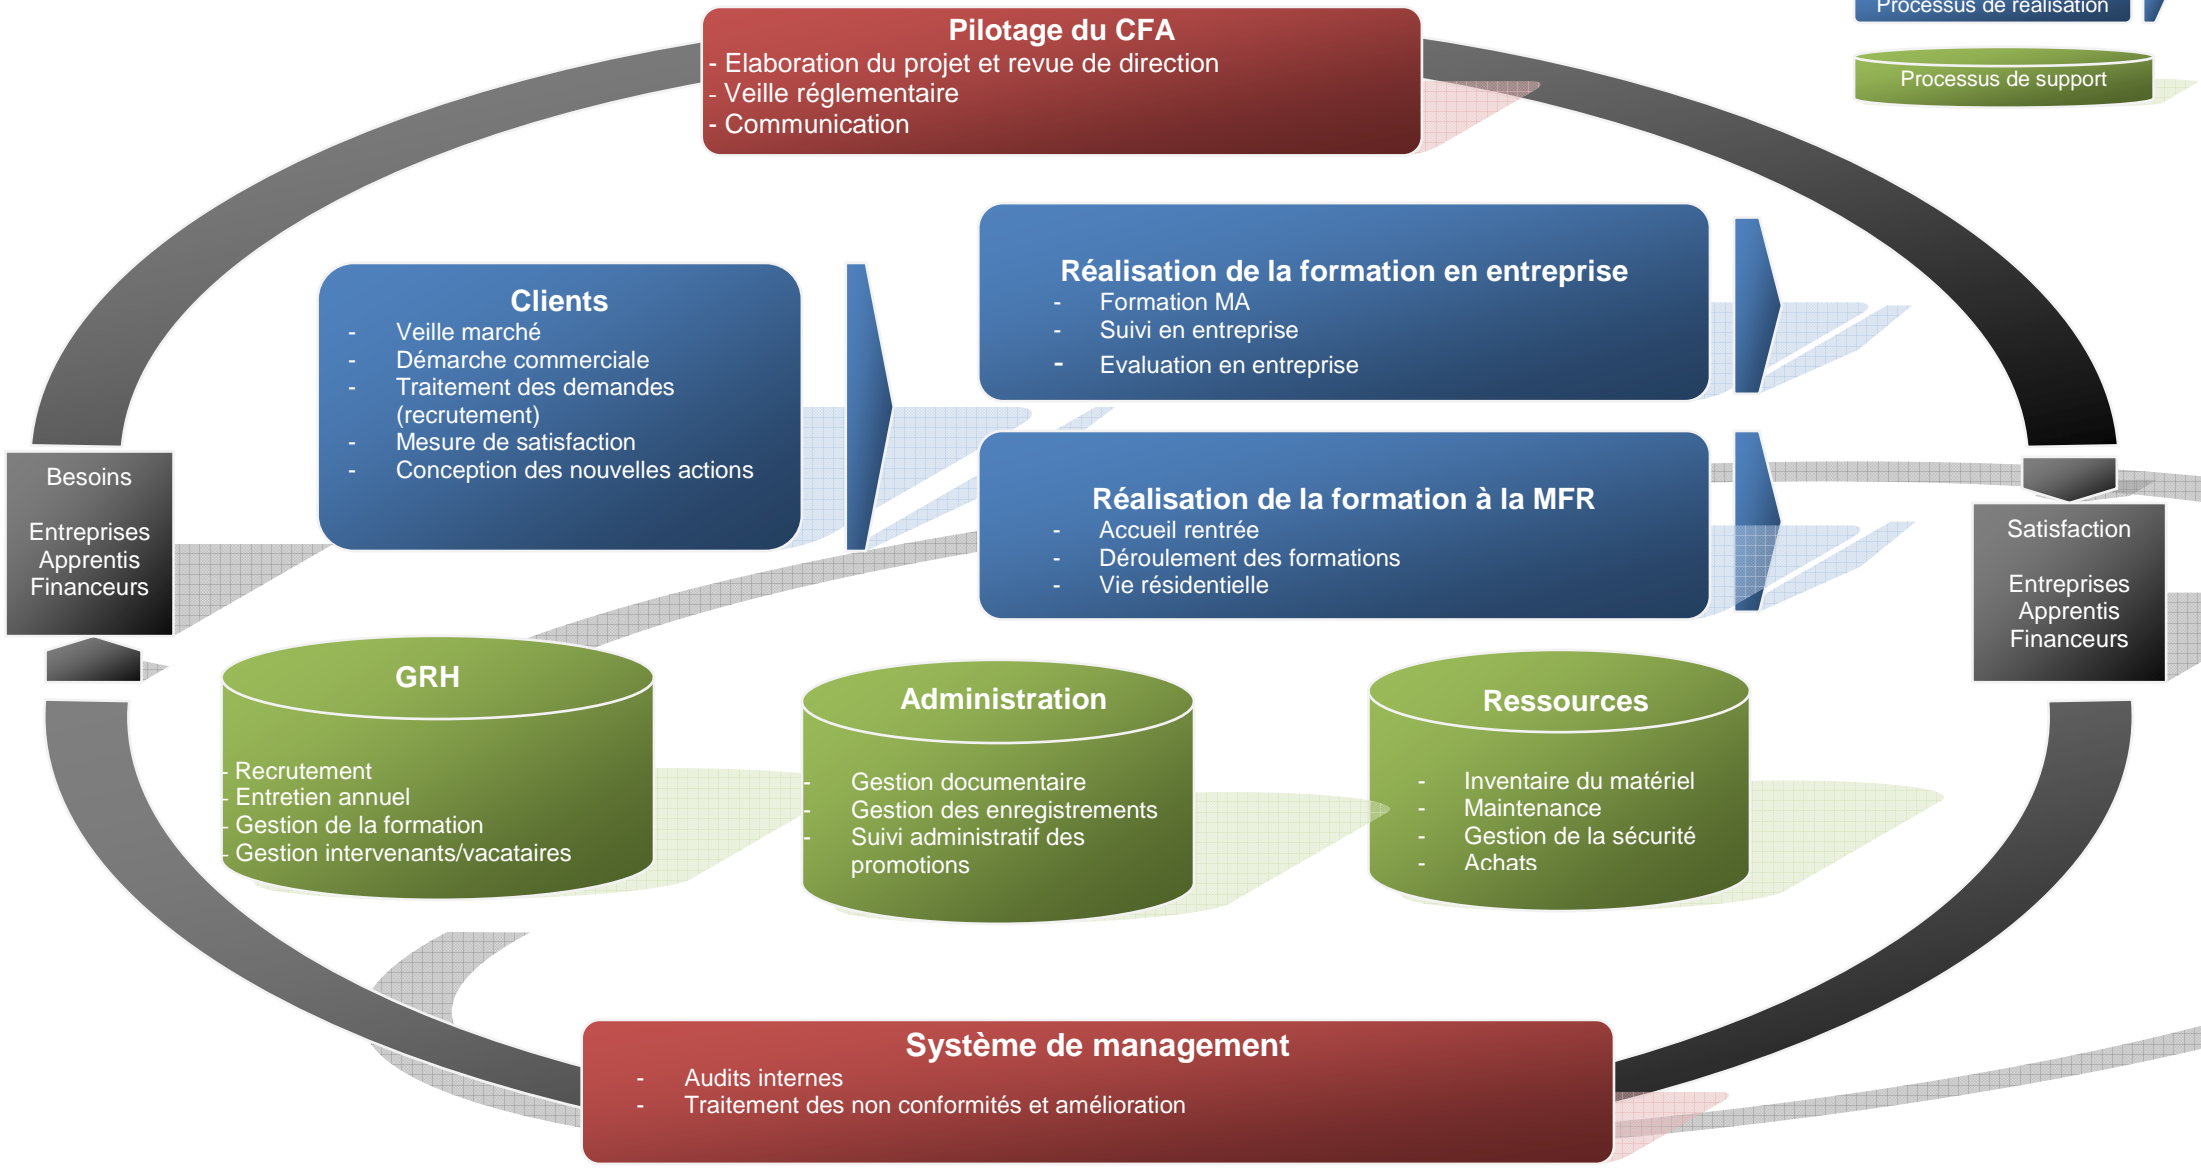 Processus de réalisation
Processus de support
Pilotage du CFA
- Elaboration du projet et revue de direction
- Veille réglementaire
- Communication
Clients
- Veille marché
- Démarche commerciale
- Traitement des demandes
(recrutement)
- Mesure de satisfaction
- Conception des nouvelles actions
Réalisation de la formation en entreprise
- Formation MA
- Suivi en entreprise
- Evaluation en entreprise
Réalisation de la formation à la MFR
- Accueil rentrée
- Déroulement des formations
- Vie résidentielle
Besoins
Entreprises
Apprentis
Financeurs
Satisfaction
Entreprises
Apprentis
Financeurs
GRH
- Recrutement
- Entretien annuel
- Gestion de la formation
- Gestion intervenants/vacataires
Administration
- Gestion documentaire
- Gestion des enregistrements
- Suivi administratif des
promotions
Ressources
- Inventaire du matériel
- Maintenance
- Gestion de la sécurité
- Achats
Système de management
- Audits internes
- Traitement des non conformités et amélioration